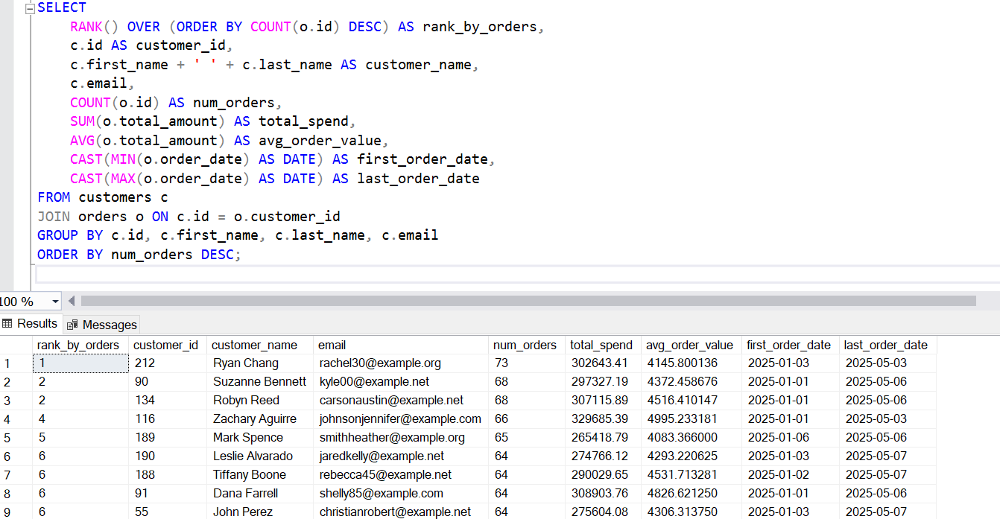 SELECT
RANK() OVER (ORDER BY COUNT(o.id) DESC) AS rank_by_orders,
c.id AS customer_id,
c.first_name + ' ' + c.last_name AS customer_name,
c.email,
COUNT(o.id) AS num_orders,
SUM(o.total_amount) AS total_spend,
AVG(o.total_amount) AS avg_order_value,
CAST(MIN(o.order_date) AS DATE) AS first_order_date,
CAST(MAX(o.order_date) AS DATE) AS last_order_date
FROM customers c
JOIN orders o ON c.id = o.customer_id
GROUP BY c.id, c.first_name, c.last_name, c.email
ORDER BY num_orders DESC;
100 %
Results Messages
rank_by_orders customer_id customer_name email num_orders total_spend avg_order_value first_order_date last_order_date
1 1 212 Ryan Chang rachel30@example.org 73 302643.41 4145.800136 2025-01-03 2025-05-03
2 2 90 Suzanne Bennett kyle00@example.net 68 297327.19 4372.458676 2025-01-01 2025-05-06
3 2 134 Robyn Reed carsonaustin@example.net 68 307115.89 4516.410147 2025-01-01 2025-05-06
4 4 116 Zachary Aguirre johnsonjennifer@example.com 66 329685.39 4995.233181 2025-01-01 2025-05-03
5 5 189 Mark Spence smithheather@example.org 65 265418.79 4083.366000 2025-01-06 2025-05-06
6 6 190 Leslie Alvarado jaredkelly@example.net 64 274766.12 4293.220625 2025-01-03 2025-05-07
7 6 188 Tiffany Boone rebecca45@example.net 64 290029.65 4531.713281 2025-01-02 2025-05-07
8 6 91 Dana Farrell shelly85@example.com 64 308903.76 4826.621250 2025-01-01 2025-05-06
9 6 55 John Perez christianrobert@example.net 64 275604.08 4306.313750 2025-01-03 2025-05-07